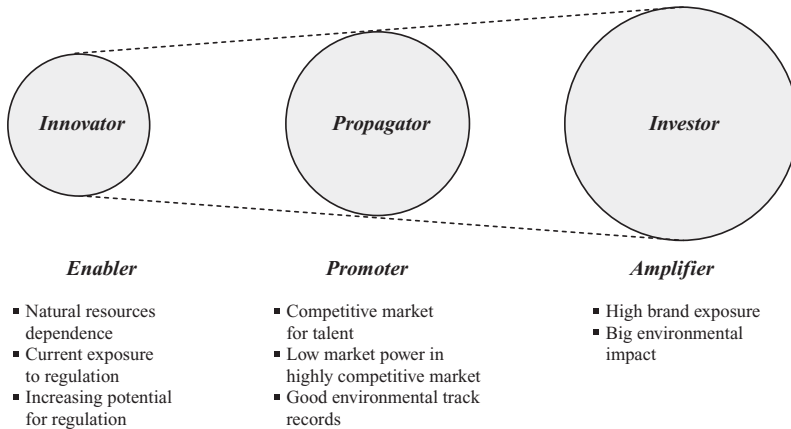 Innovator
Propagator
Investor
Enabler
Promoter
Amplifier
▪ Natural resources
dependence
▪ Current exposure
to regulation
▪ Increasing potential
for regulation
▪ Competitive market
for talent
▪ Low market power in
highly competitive market
▪ Good environmental track
records
▪ High brand exposure
▪ Big environmental
impact